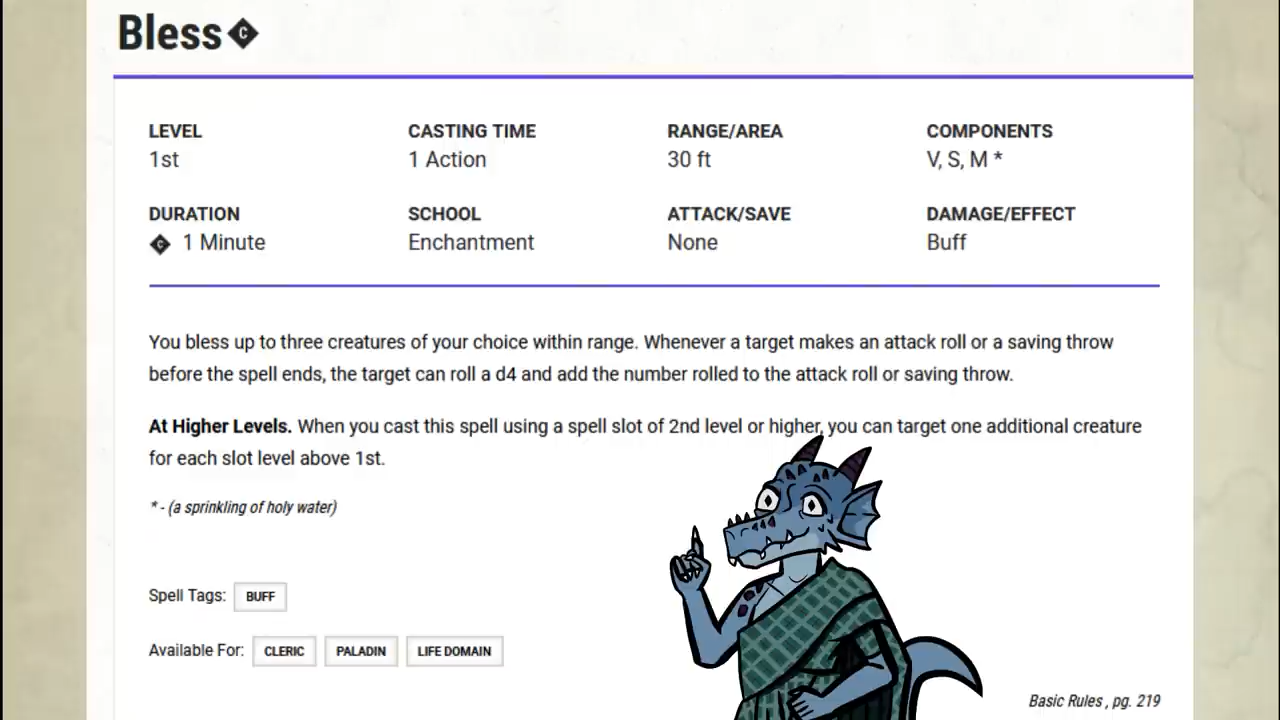 Bless C
LEVEL CASTING TIME RANGE/AREA COMPONENTS
1st 1 Action 30 ft V, S, M *
DURATION SCHOOL ATTACK/SAVE DAMAGE/EFFECT
C 1 Minute Enchantment None Buff
You bless up to three creatures of your choice within range. Whenever a target makes an attack roll or a saving throw
before the spell ends, the target can roll a d4 and add the number rolled to the attack roll or saving throw.
At Higher Levels. When you cast this spell using a spell slot of 2nd level or higher, you can target one additional creature
for each slot level above 1st.
* - (a sprinkling of holy water)
Spell Tags: BUFF
Available For: CLERIC PALADIN LIFE DOMAIN
Basic Rules , pg. 219